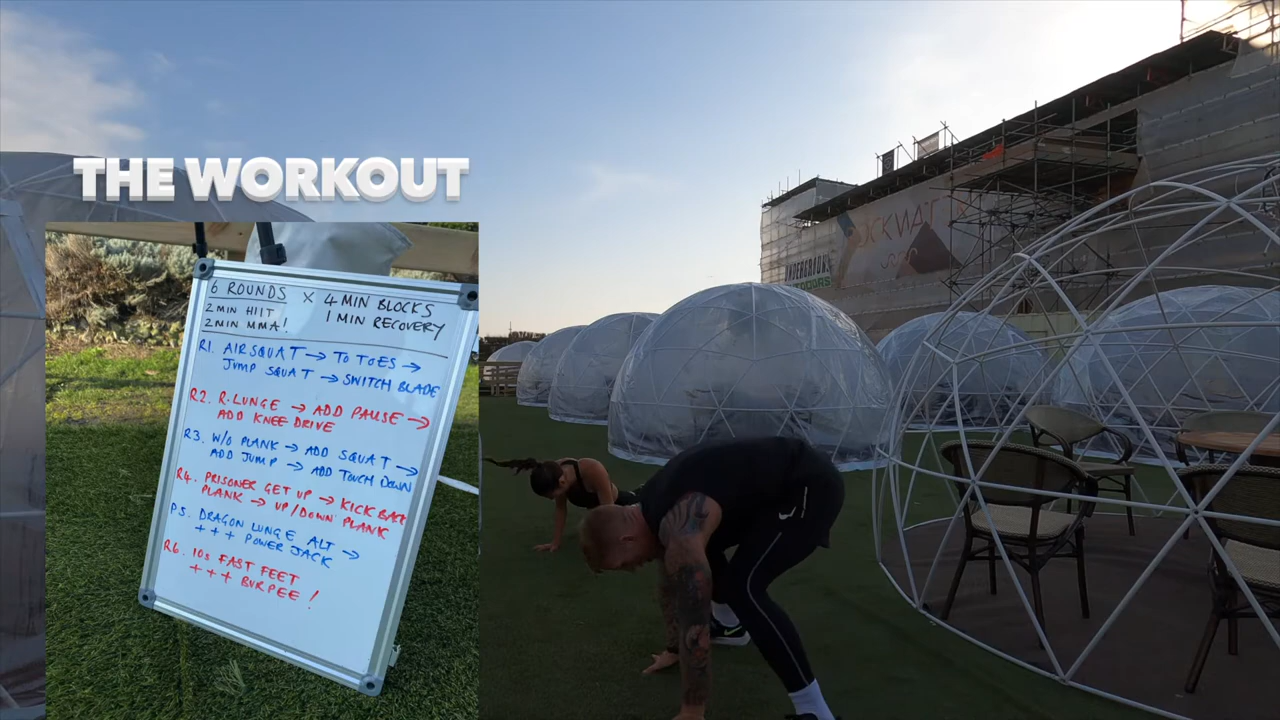 THE WORKOUT
6 ROUNDS X 4 MIN BLOCKS
2 MIN HIIT 1 MIN RECOVERY
2 MIN MMA!
R1. AIR SQUAT → TO TOES →
JUMP SQUAT → SWITCH BLADE
R2. R.LUNGE → ADD PAUSE →
ADD KNEE DRIVE
R3. W/O PLANK → ADD SQUAT →
ADD JUMP → ADD TOUCH DOWN
R4. PRISONER GET UP → KICK BACK
PLANK → UP/DOWN PLANK
R5. DRAGON LUNGE ALT →
+ + + POWER JACK
R6. 10s FAST FEET
+ + + BURPEE!
UNDERGROUND